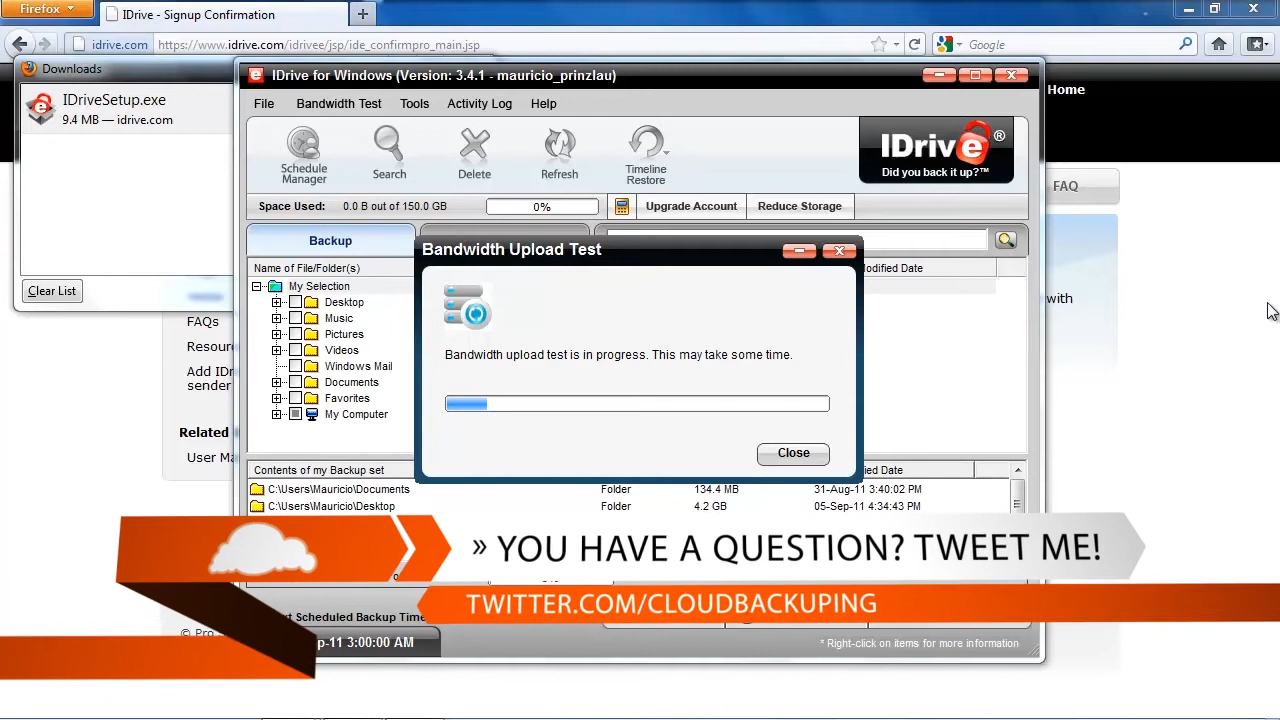 Firefox
IDrive - Signup Confirmation
idrive.com
https://www.idrive.com/idrivee/jsp/ide_confirmpro_main.jsp
Google
Downloads
IDriveSetup.exe
9.4 MB — idrive.com
Clear List
IDrive for Windows (Version: 3.4.1 - mauricio_prinzlau)
Home
File Bandwidth Test Tools Activity Log Help
Schedule
Manager
Search
Delete
Refresh
Timeline
Restore
IDrive®
Did you back it up?™
FAQ
Space Used: 0.0 B out of 150.0 GB
0%
Upgrade Account
Reduce Storage
Backup
Name of File/Folder(s)
My Selection
Desktop
Music
Pictures
Videos
Windows Mail
Documents
Favorites
My Computer
Bandwidth Upload Test
Bandwidth upload test is in progress. This may take some time.
Close
with
FAQs
Related
User
Contents of my Backup set
C:\Users\Mauricio\Documents Folder 134.4 MB 31-Aug-11 3:40:02 PM
C:\Users\Mauricio\Desktop Folder 4.2 GB 05-Sep-11 4:34:43 PM
» YOU HAVE A QUESTION? TWEET ME!
TWITTER.COM/CLOUDBACKUPING
Scheduled Backup Time
3:00:00 AM
* Right-click on items for more information